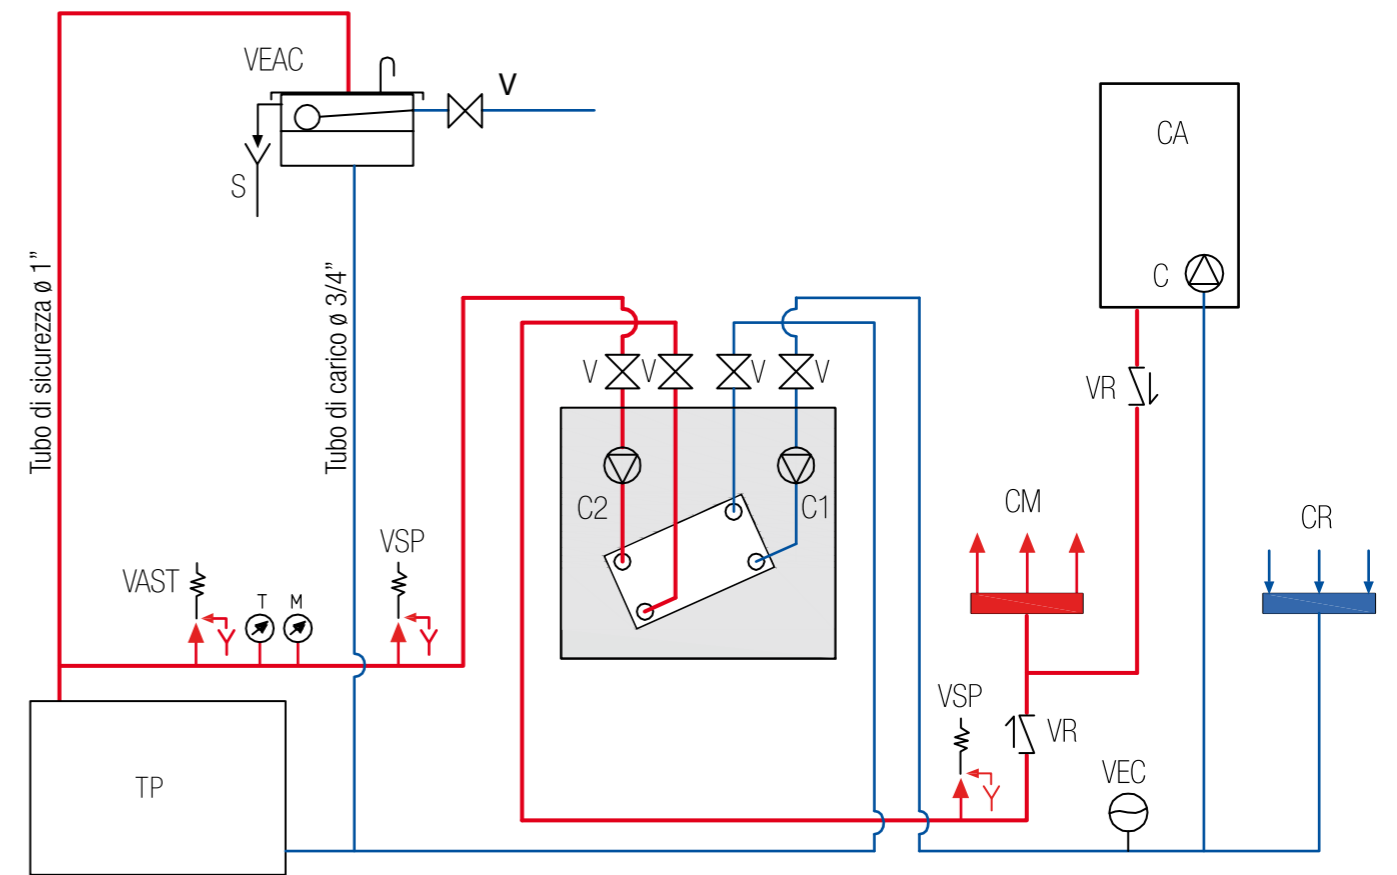 VEAC
V
S
CA
C
Tubo di sicurezza ø 1”
Tubo di carico ø 3/4”
V
V
V
V
VR
C2
C1
CM
CR
VAST
T
M
VSP
VSP
VR
VEC
TP